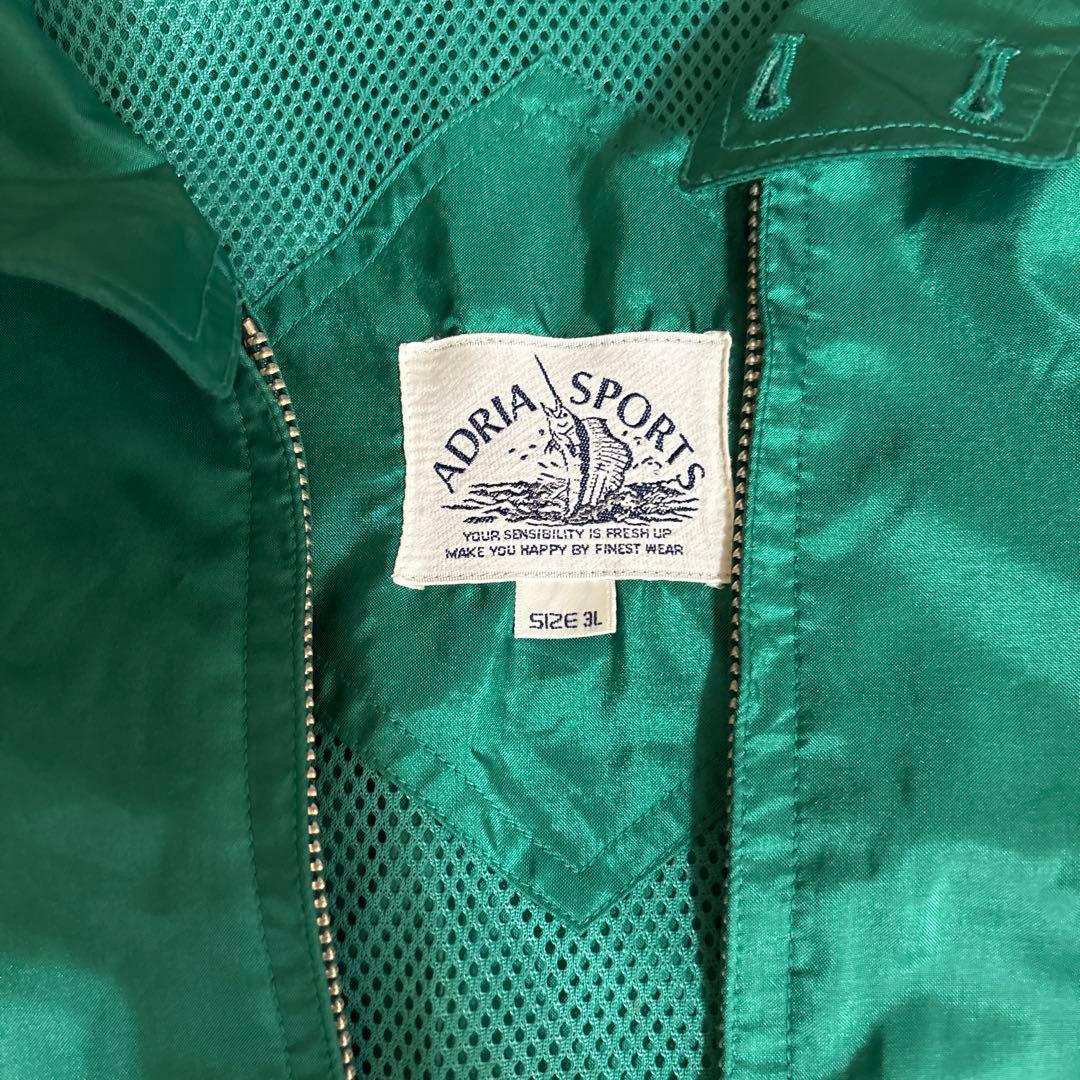 ADRIA SPORTS
YOUR SENSIBILITY IS FRESH UP
MAKE YOU HAPPY BY FINEST WEAR
SIZE 3L